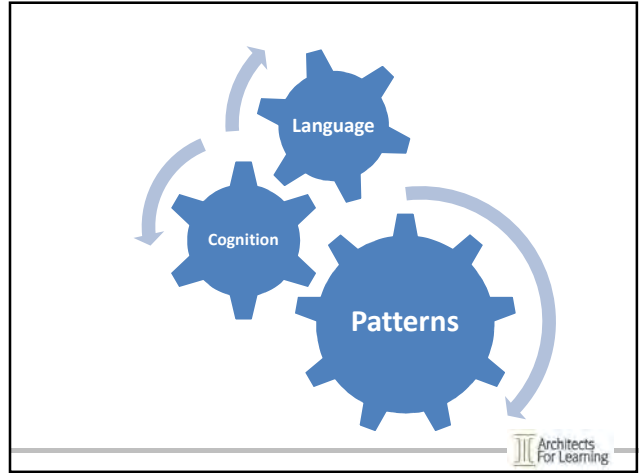 Language
Cognition
Patterns
Architects
For Learning